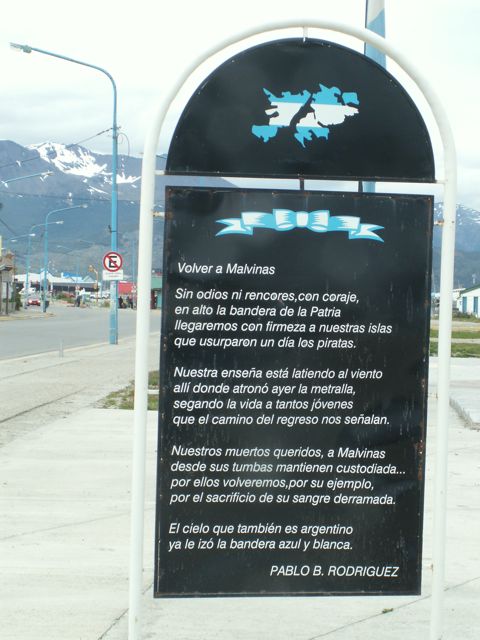 Volver a Malvinas
Sin odios ni rencores,con coraje,
en alto la bandera de la Patria
llegaremos con firmeza a nuestras islas
que usurparon un día los piratas.
Nuestra enseña está latiendo al viento
allí donde atronó ayer la metralla,
segando la vida a tantos jóvenes
que el camino del regreso nos señalan.
Nuestros muertos queridos, a Malvinas
desde sus tumbas mantienen custodiada...
por ellos volveremos,por su ejemplo,
por el sacrificio de su sangre derramada.
El cielo que también es argentino
ya le izó la bandera azul y blanca.
PABLO B. RODRIGUEZ